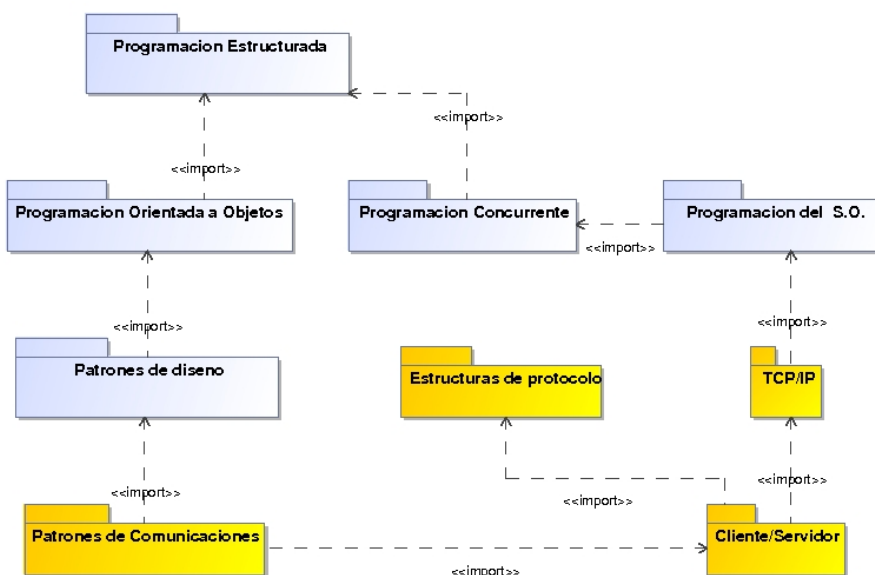 Programacion Estructurada
<<import>>
<<import>>
Programacion Orientada a Objetos
Programacion Concurrente
Programacion del S.O.
<<import>>
<<import>>
<<import>>
Patrones de diseno
Estructuras de protocolo
TCP/IP
<<import>>
<<import>>
<<import>>
Patrones de Comunicaciones
Cliente/Servidor
<<import>>